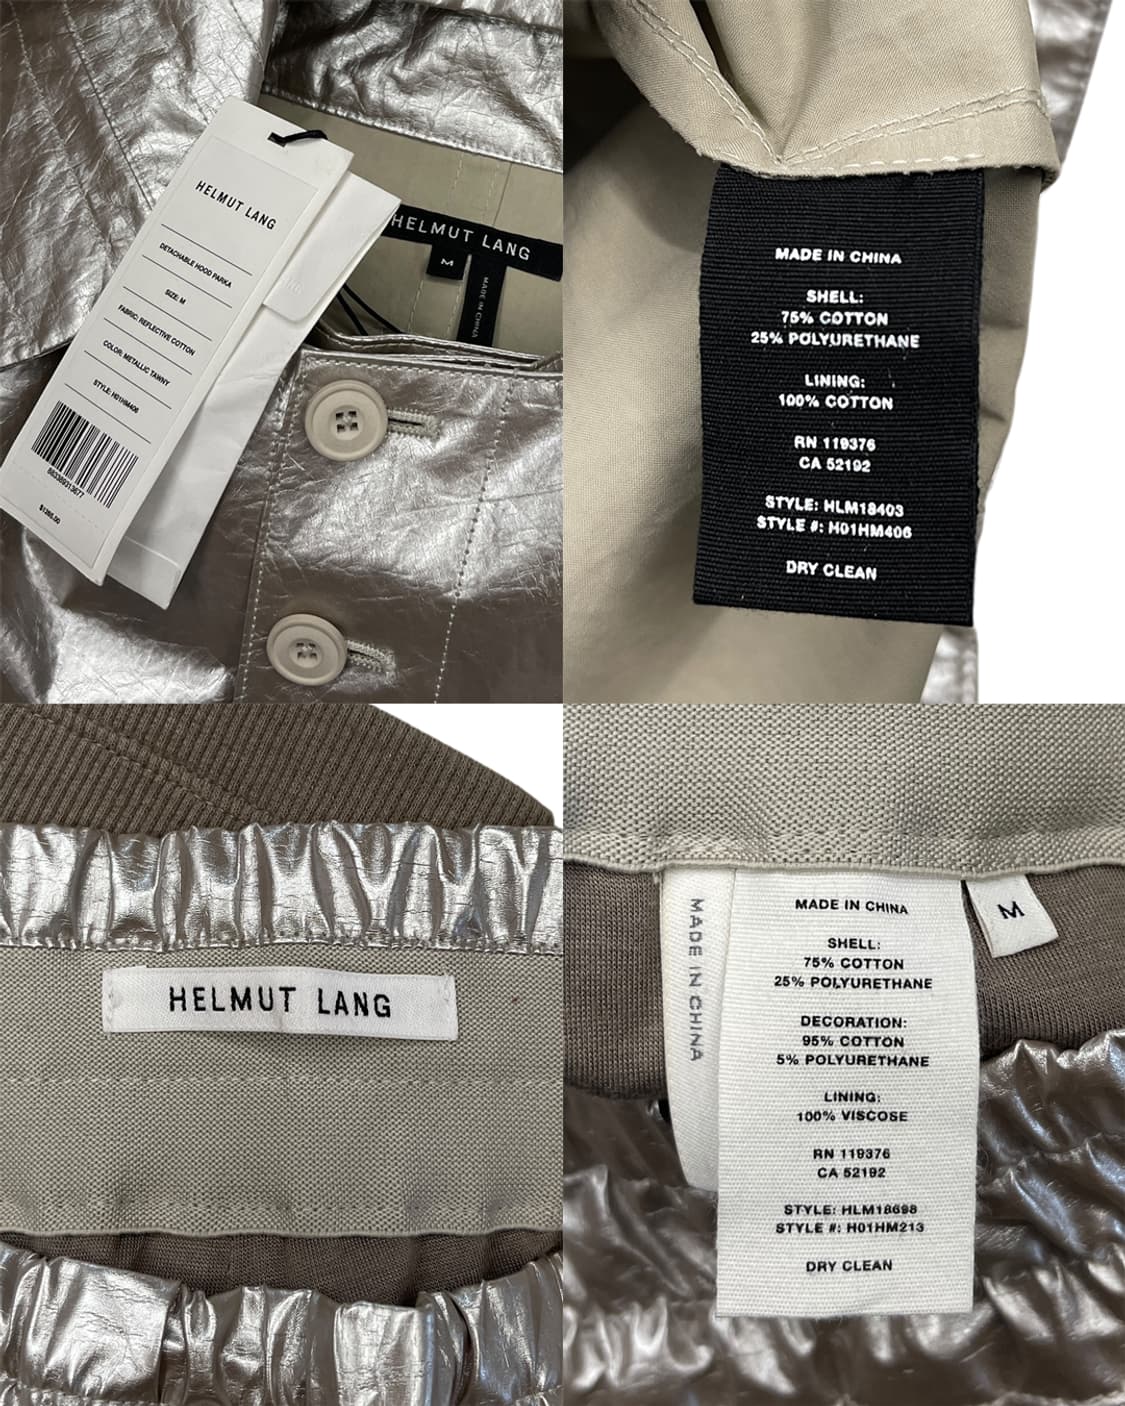 HELMUT LANG
DETACHABLE HOOD PARKA
SIZE: M
FABRIC: REFLECTIVE COTTON
COLOR: METALLIC TAWNY
STYLE: H01HM406
HELMUT LANG
M
MADE IN CHINA
MADE IN CHINA
SHELL:
75% COTTON
25% POLYURETHANE
LINING:
100% COTTON
RN 119376
CA 52192
STYLE: HLM18403
STYLE #: H01HM406
DRY CLEAN
HELMUT LANG
MADE IN CHINA
MADE IN CHINA
SHELL:
75% COTTON
25% POLYURETHANE
DECORATION:
95% COTTON
5% POLYURETHANE
LINING:
100% VISCOSE
RN 119376
CA 52192
STYLE: HLM18698
STYLE #: H01HM213
DRY CLEAN
M